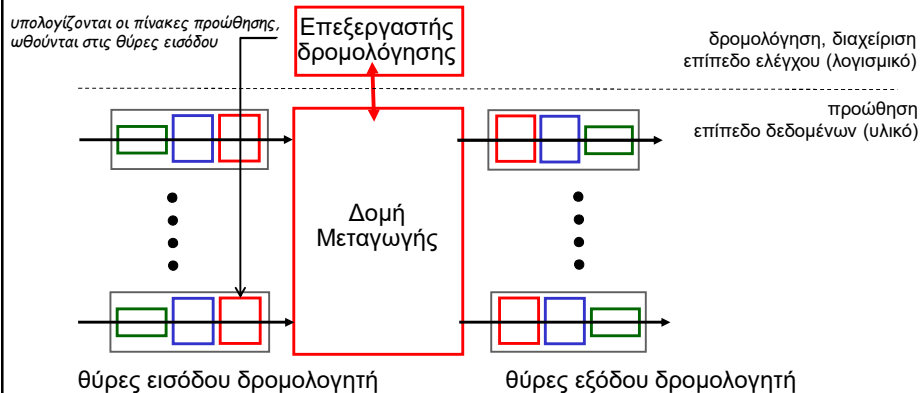 υπολογίζονται οι πίνακες προώθησης,
ωθούνται στις θύρες εισόδου
Επεξεργαστής
δρομολόγησης
δρομολόγηση, διαχείριση
επίπεδο ελέγχου (λογισμικό)
προώθηση
επίπεδο δεδομένων (υλικό)
Δομή
Μεταγωγής
θύρες εισόδου δρομολογητή
θύρες εξόδου δρομολογητή